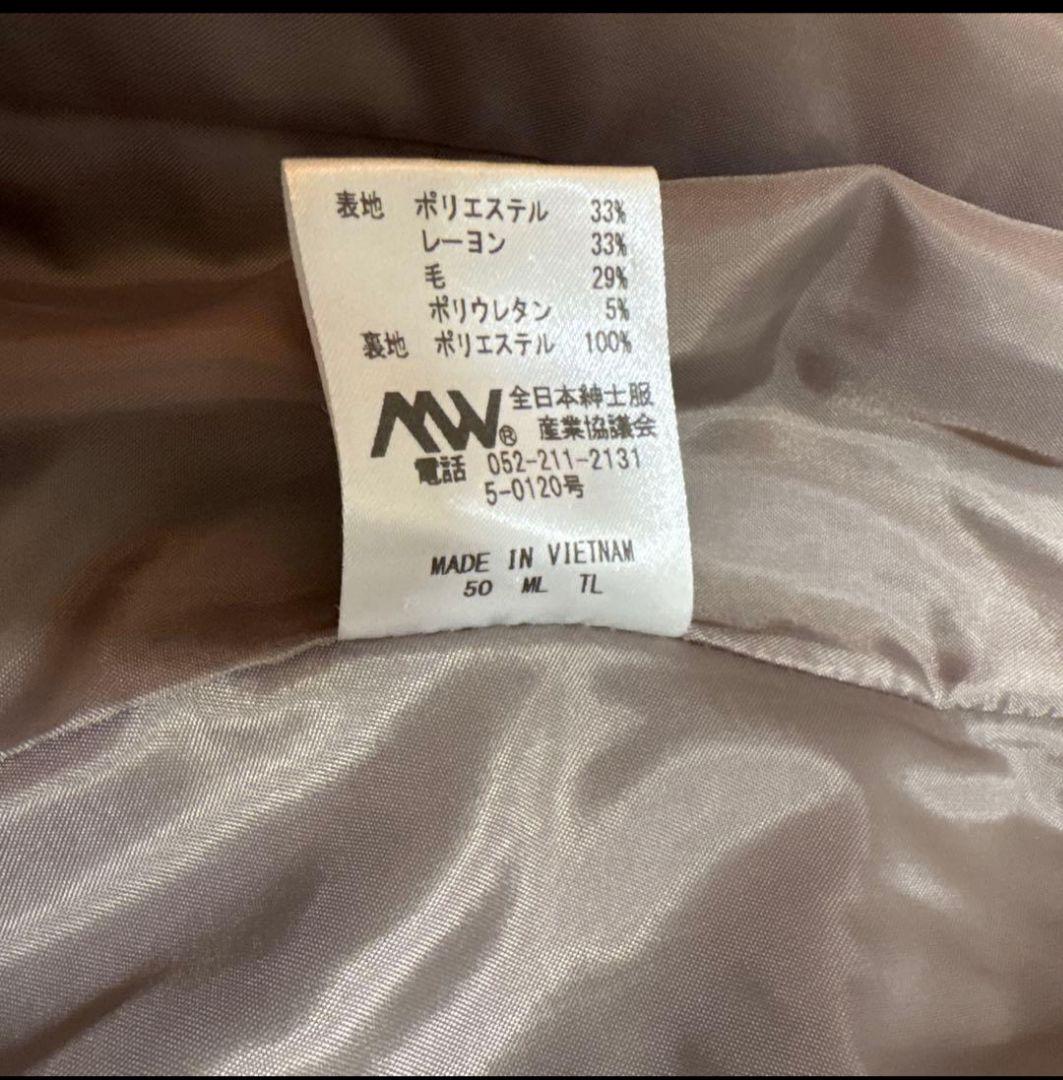 表地 ポリエステル 33%
レーヨン 33%
毛 29%
ポリウレタン 5%
裏地 ポリエステル 100%
MW® 全日本紳士服
産業協議会
電話 052-211-2131
5-0120号
MADE IN VIETNAM
50 ML TL